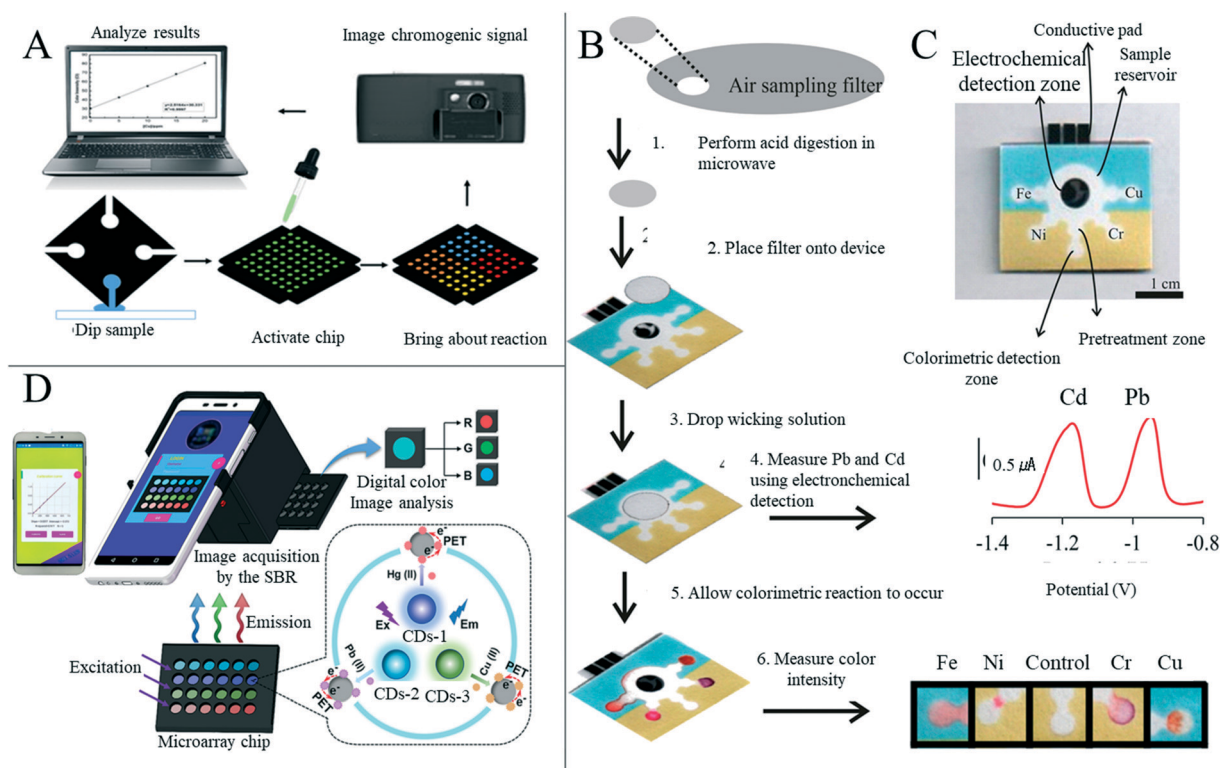 A
Analyze results
Image chromogenic signal
Dip sample
Activate chip
Bring about reaction
B
Air sampling filter
1. Perform acid digestion in
microwave
2. Place filter onto device
3. Drop wicking solution
4. Measure Pb and Cd
using electronchemical
detection
5. Allow colorimetric reaction to occur
6. Measure color
intensity
C
Conductive pad
Electrochemical
detection zone
Sample
reservoir
Fe
Cu
Ni
Cr
1 cm
Pretreatment zone
Colorimetric detection
zone
Cd
Pb
0.5 μA
-1.4
-1.2
-1
-0.8
Potential (V)
Fe
Ni
Control
Cr
Cu
D
R
G
B
Digital color
Image analysis
Image acquisition
by the SBR
Emission
Excitation
Microarray chip
e-
e-
PET
Hg (II)
Ex
Em
CDs-1
Pb (II)
Cu (II)
CDs-2
CDs-3
e-
e-
PET
PET
e-
e-